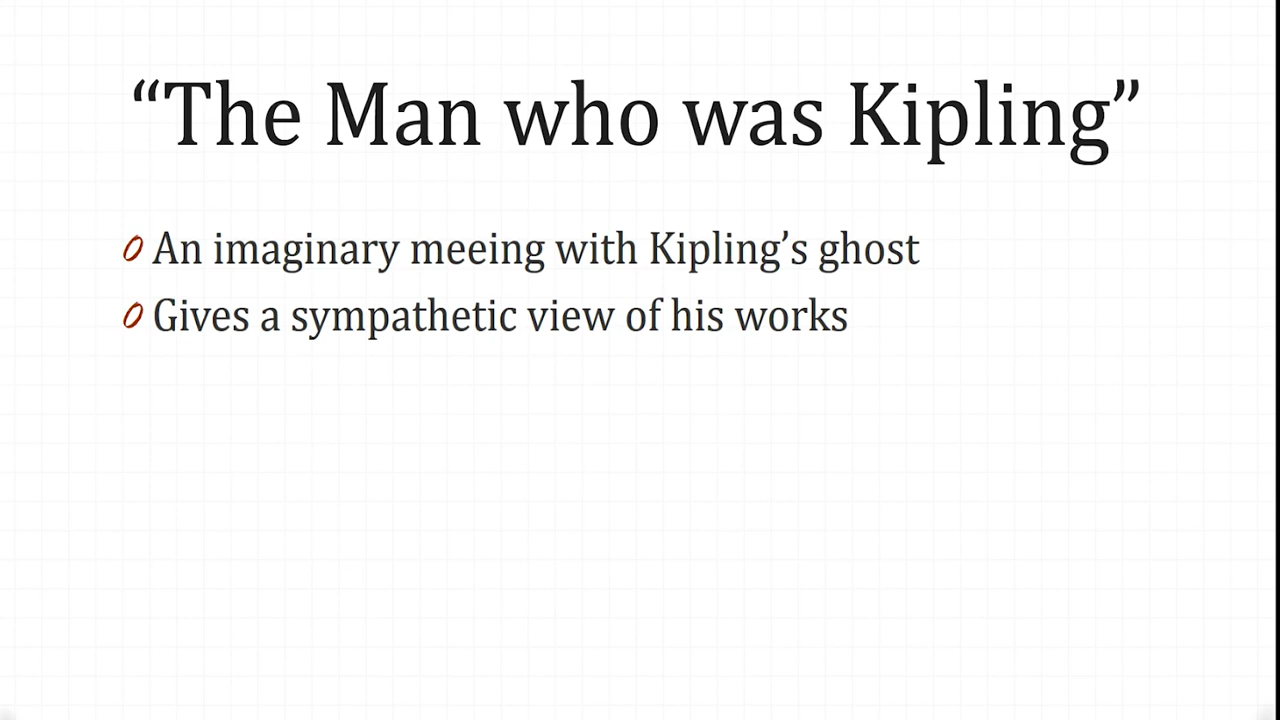 “The Man who was Kipling”
An imaginary meeing with Kipling’s ghost
Gives a sympathetic view of his works